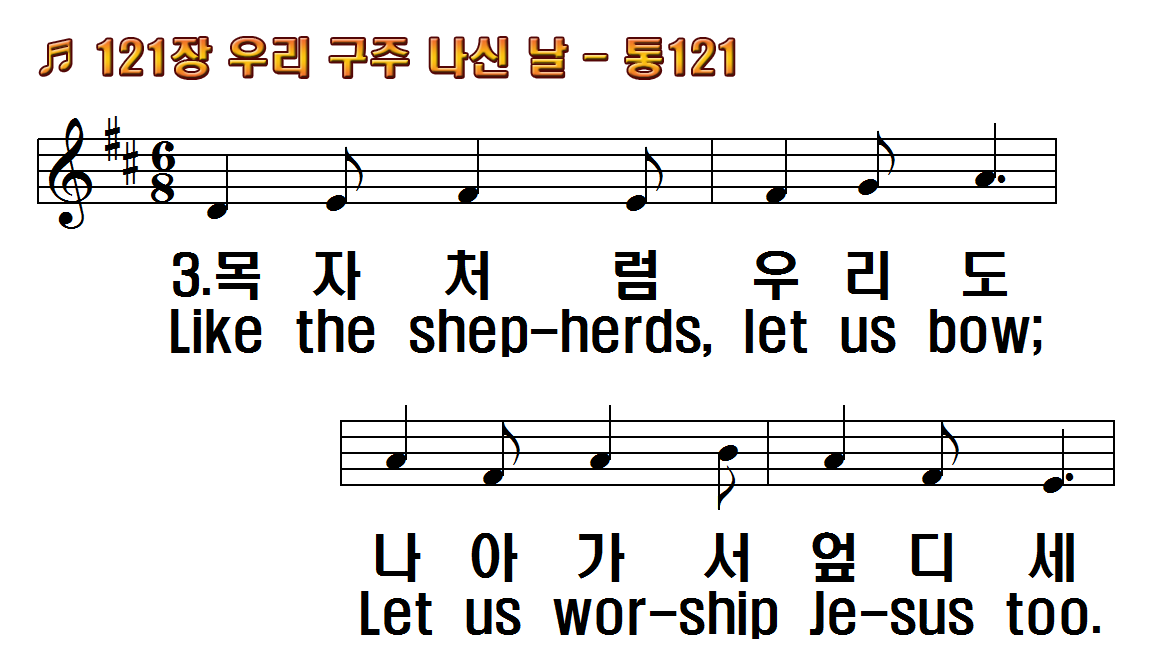 ♬ 121장 우리 구주 나신 날 - 통121
6
8
3.목 자 처 럼 우 리 도
Like the shep-herds, let us bow;
나 아 가 서 엎 디 세
Let us wor-ship Je-sus too.